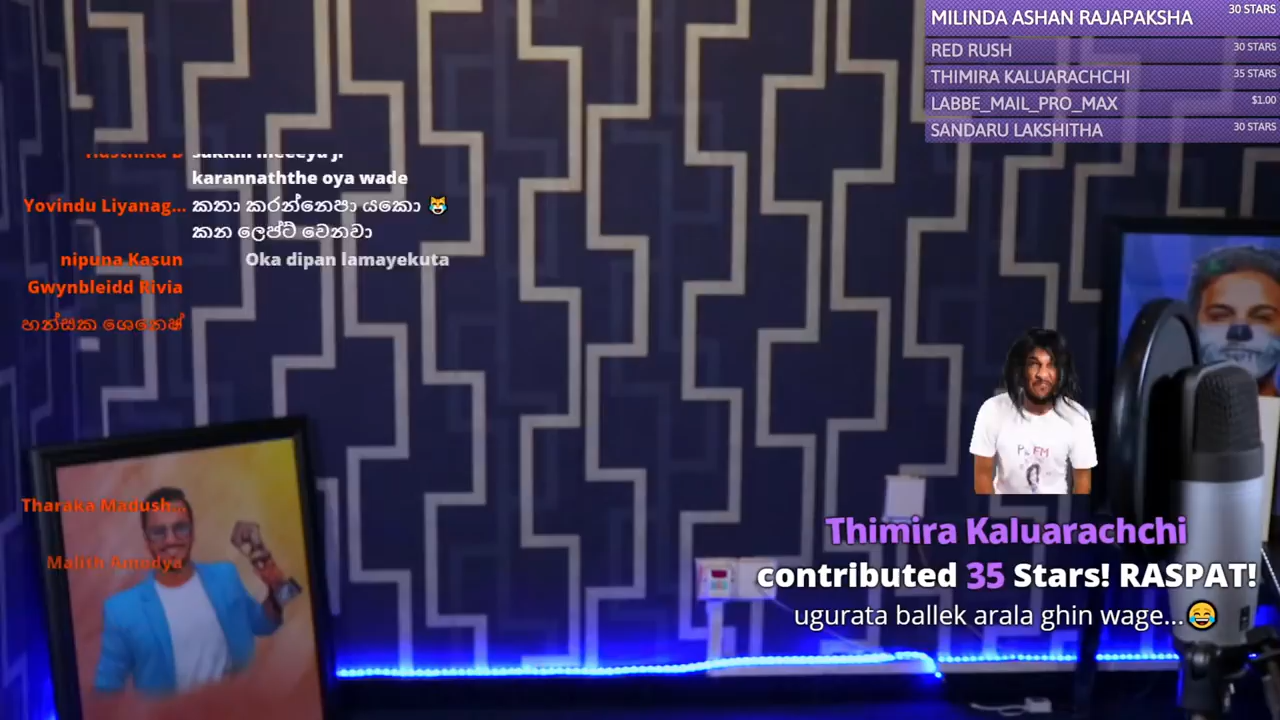 MILINDA ASHAN RAJAPAKSHA 30 STARS
RED RUSH 30 STARS
THIMIRA KALUARACHCHI 35 STARS
LABBE_MAIL_PRO_MAX $1.00
SANDARU LAKSHITHA 30 STARS
karannaththe oya wade
Yovindu Liyanag... කතා කරන්නෙපා යකො 😹
කන ලෙප්ට් වෙනවා
nipuna Kasun Oka dipan lamayekuta
Gwynbleidd Rivia
හන්සක ගෙනෙෂ්
Tharaka Madush...
Malith Amodya
Thimira Kaluarachchi
contributed 35 Stars! RASPAT!
ugurata ballek arala ghin wage...😂